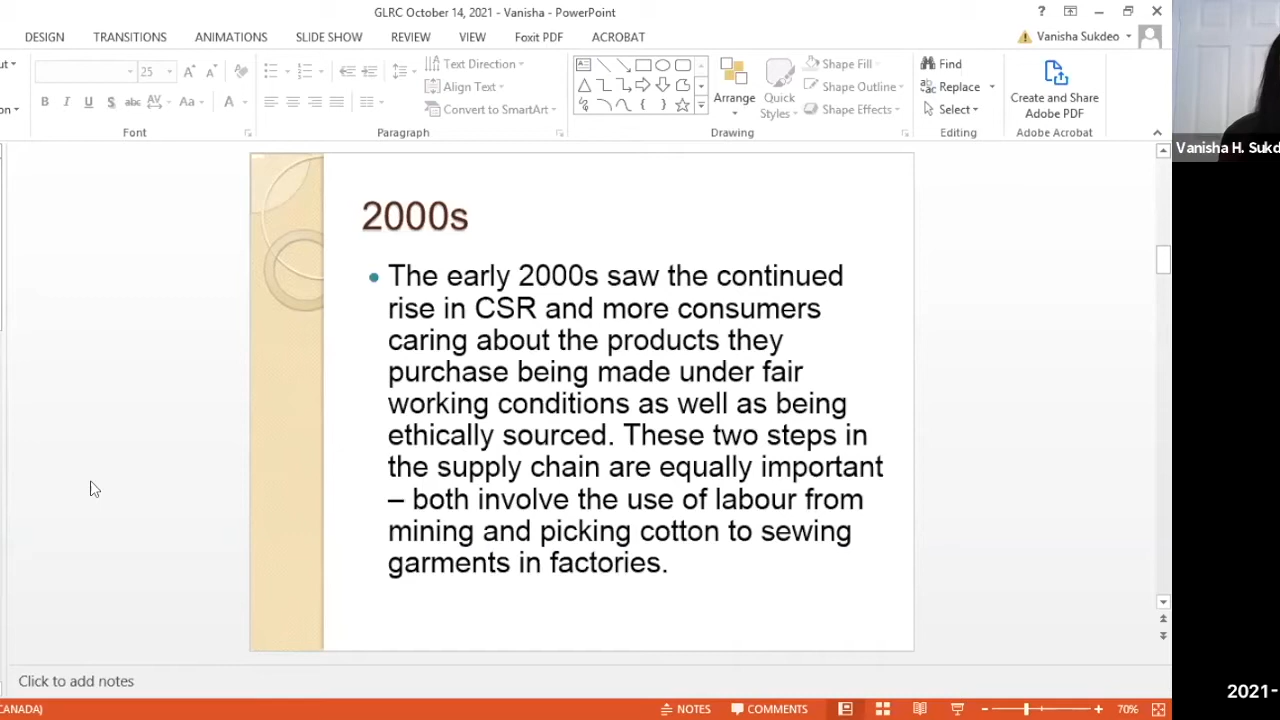 GLRC October 14, 2021 - Vanisha - PowerPoint
?
DESIGN TRANSITIONS ANIMATIONS SLIDE SHOW REVIEW VIEW Foxit PDF ACROBAT
Vanisha Sukdeo
25
Text Direction
Shape Fill
Find
Align Text
Arrange
Quick
Styles
Shape Outline
Replace
Create and Share
Adobe PDF
B I U S abc AV Aa A
Convert to SmartArt
Shape Effects
Select
Font Paragraph Drawing Editing Adobe Acrobat
Vanisha H. Sukd
2000s
The early 2000s saw the continued
rise in CSR and more consumers
caring about the products they
purchase being made under fair
working conditions as well as being
ethically sourced. These two steps in
the supply chain are equally important
– both involve the use of labour from
mining and picking cotton to sewing
garments in factories.
Click to add notes
2021-
CANADA) NOTES COMMENTS 70%